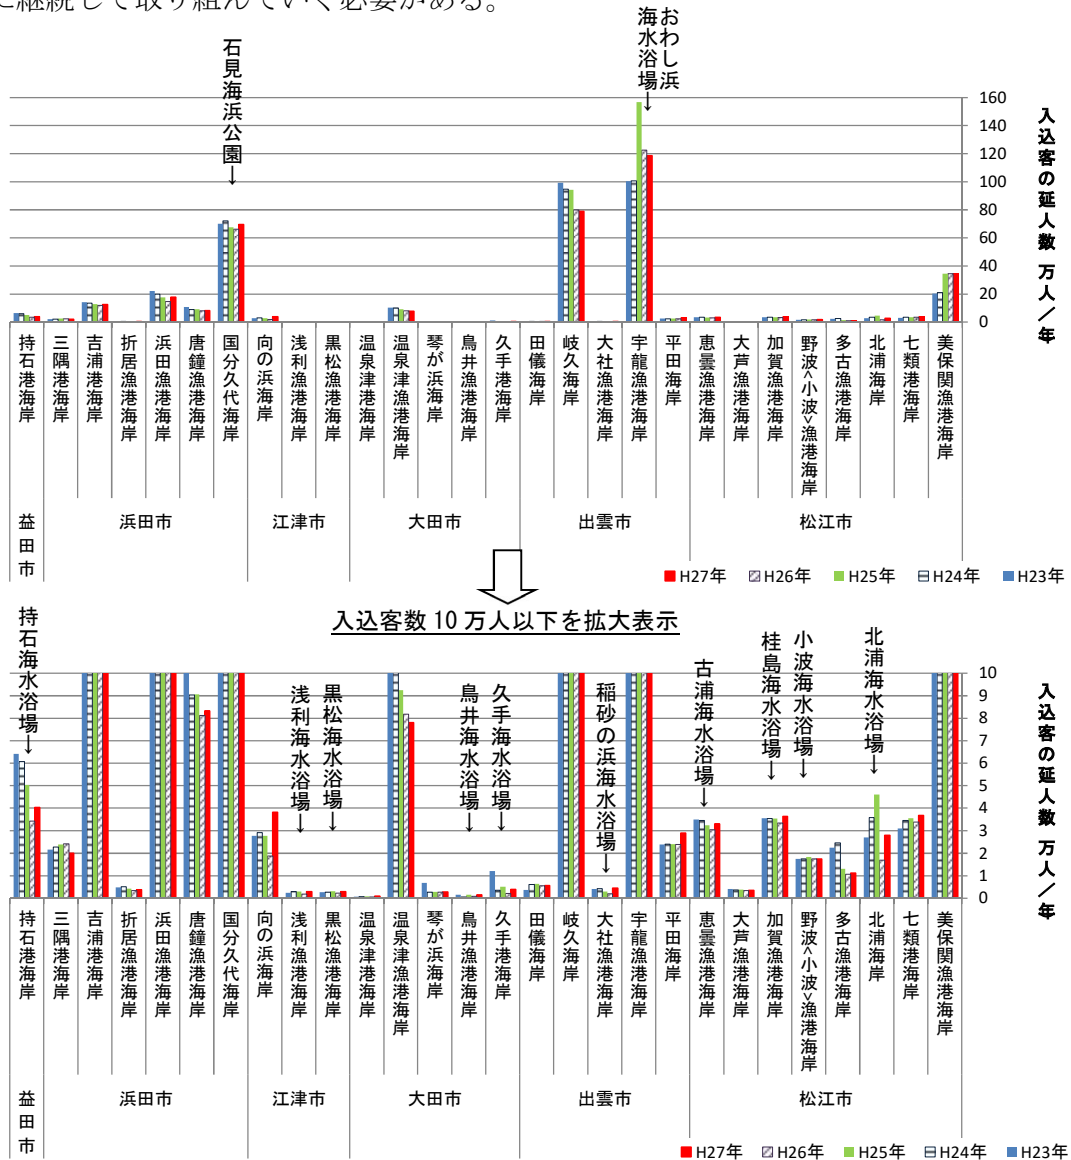 に継続して取り組んでいく必要がある。
石見海浜公園↓
おわし浜
海水浴場↓
160
140
120
100
80
60
40
20
0
入込客の延人数 万人／年
持石港海岸
三隅港海岸
吉浦港海岸
折居漁港海岸
浜田漁港海岸
唐鐘漁港海岸
国分久代海岸
向の浜海岸
浅利漁港海岸
黒松漁港海岸
温泉津港海岸
温泉津漁港海岸
琴が浜海岸
鳥井漁港海岸
久手港海岸
田儀海岸
岐久海岸
大社漁港海岸
宇龍漁港海岸
平田海岸
恵曇漁港海岸
大芦漁港海岸
加賀漁港海岸
野波<小波>漁港海岸
多古漁港海岸
北浦海岸
七類港海岸
美保関漁港海岸
益田市
浜田市
江津市
大田市
出雲市
松江市
H27年 H26年 H25年 H24年 H23年
入込客数 10 万人以下を拡大表示
持石海水浴場↓
浅利海水浴場↓
黒松海水浴場↓
鳥井海水浴場↓
久手海水浴場↓
稲砂の浜海水浴場↓
古浦海水浴場↓
桂島海水浴場↓
小波海水浴場↓
北浦海水浴場↓
10
9
8
7
6
5
4
3
2
1
0
入込客の延人数 万人／年
持石港海岸
三隅港海岸
吉浦港海岸
折居漁港海岸
浜田漁港海岸
唐鐘漁港海岸
国分久代海岸
向の浜海岸
浅利漁港海岸
黒松漁港海岸
温泉津港海岸
温泉津漁港海岸
琴が浜海岸
鳥井漁港海岸
久手港海岸
田儀海岸
岐久海岸
大社漁港海岸
宇龍漁港海岸
平田海岸
恵曇漁港海岸
大芦漁港海岸
加賀漁港海岸
野波<小波>漁港海岸
多古漁港海岸
北浦海岸
七類港海岸
美保関漁港海岸
益田市
浜田市
江津市
大田市
出雲市
松江市
H27年 H26年 H25年 H24年 H23年